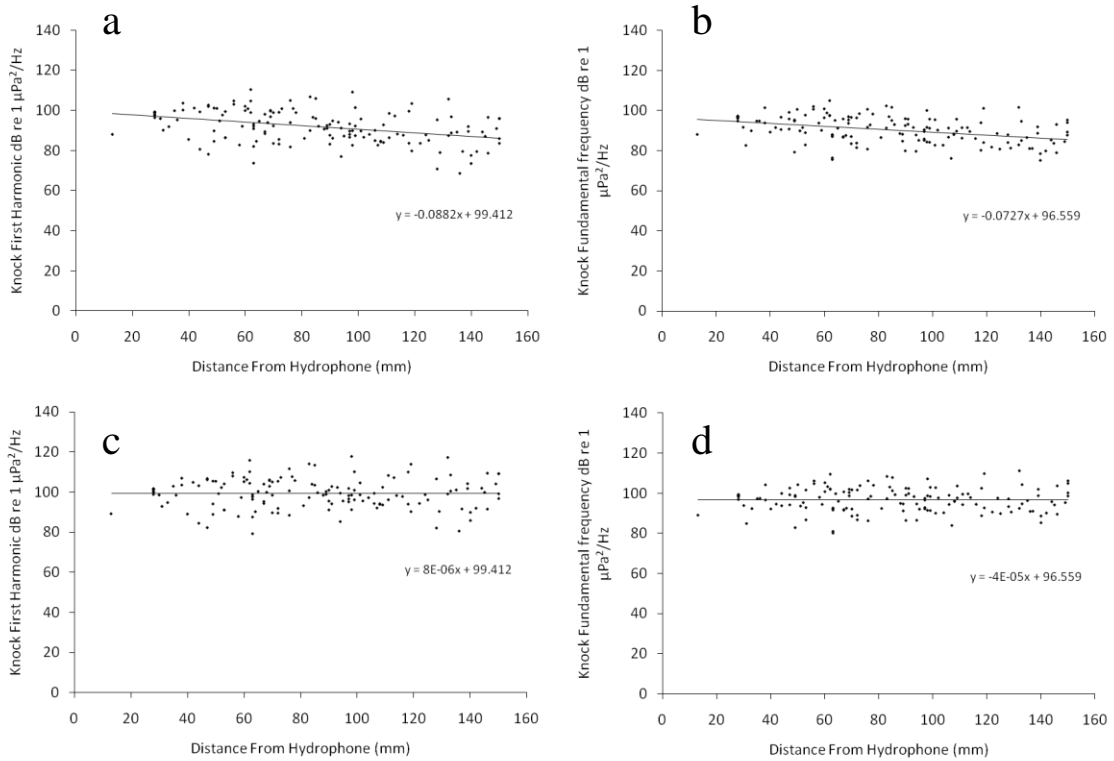 a
Knock First Harmonic dB re 1 µPa²/Hz
140
120
100
80
60
40
20
0
y = -0.0882x + 99.412
0 20 40 60 80 100 120 140 160
Distance From Hydrophone (mm)
b
Knock Fundamental frequency dB re 1
µPa²/Hz
140
120
100
80
60
40
20
0
y = -0.0727x + 96.559
0 20 40 60 80 100 120 140 160
Distance From Hydrophone (mm)
c
Knock First Harmonic dB re 1 µPa²/Hz
140
120
100
80
60
40
20
0
y = 8E-06x + 99.412
0 20 40 60 80 100 120 140 160
Distance From Hydrophone (mm)
d
Knock Fundamental frequency dB re 1
µPa²/Hz
140
120
100
80
60
40
20
0
y = -4E-05x + 96.559
0 20 40 60 80 100 120 140 160
Distance From Hydrophone (mm)